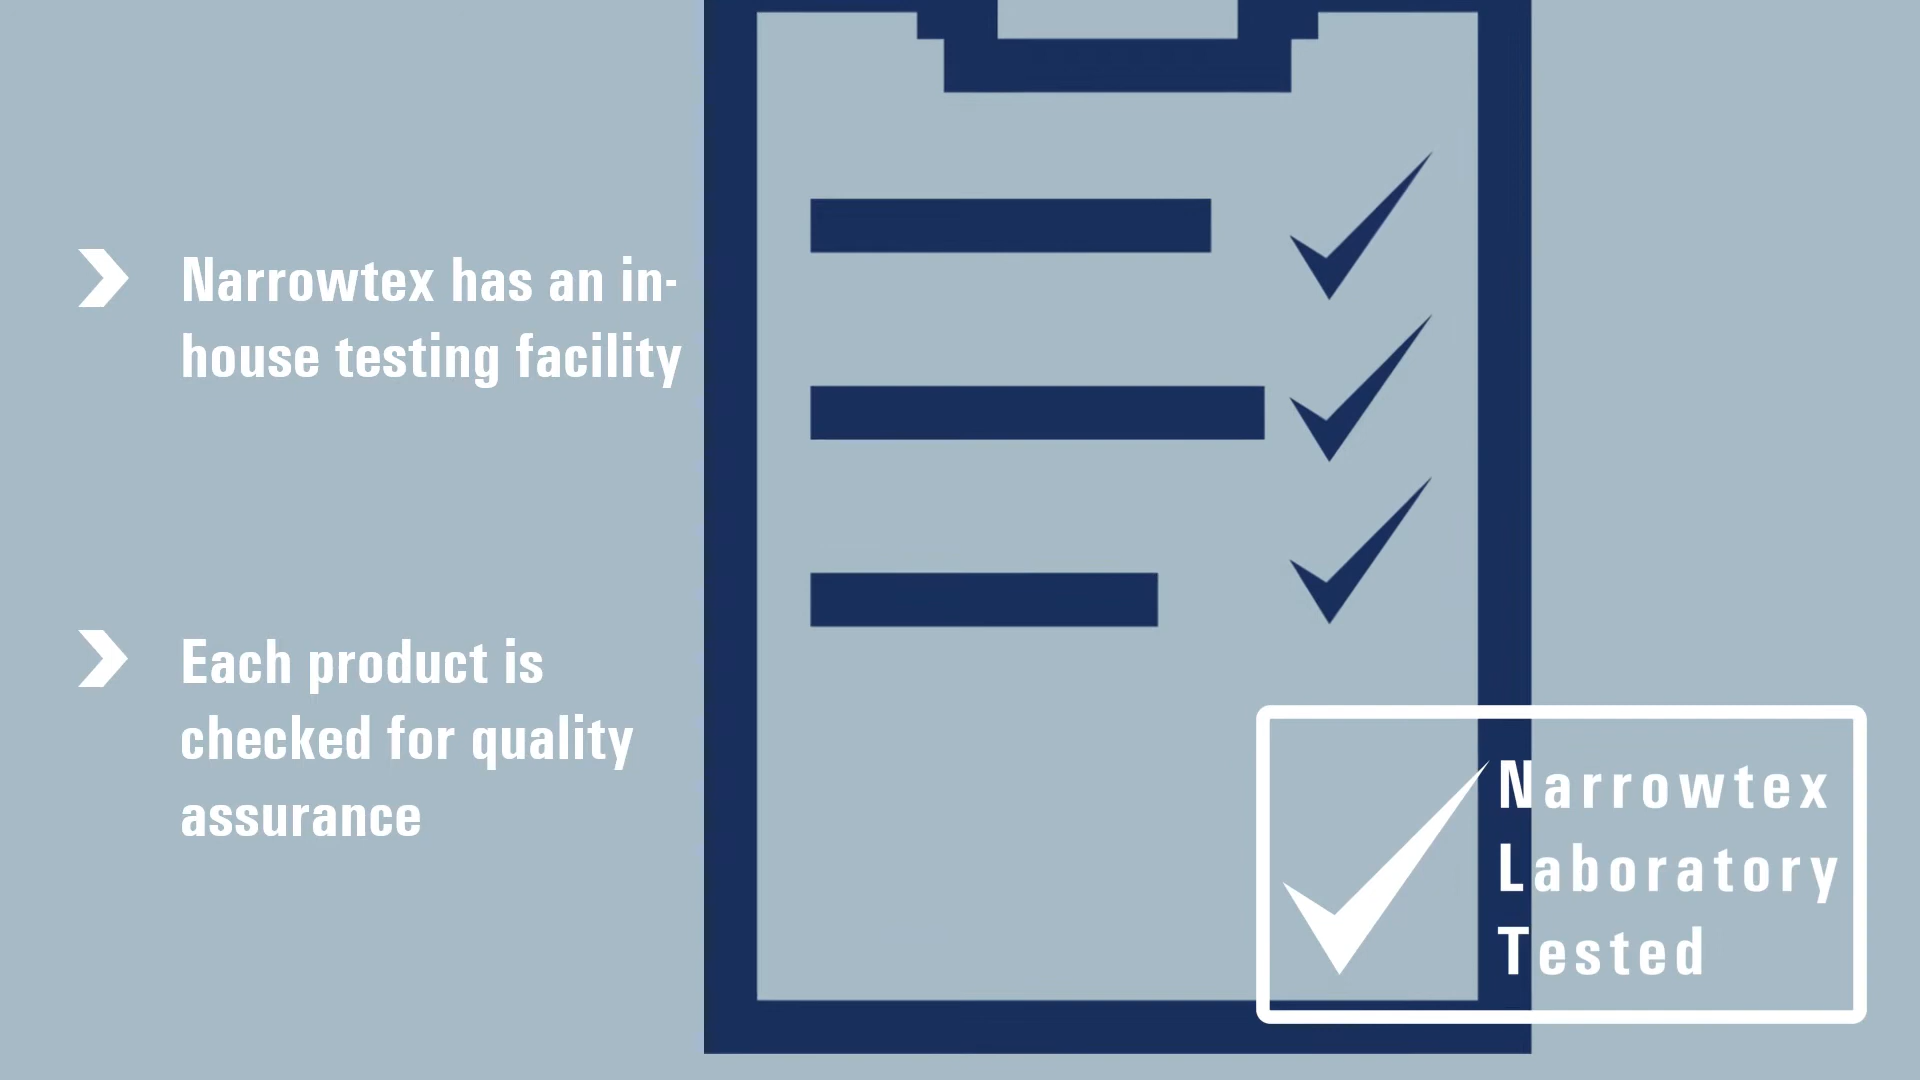 Narrowtex has an in-
house testing facility
Each product is
checked for quality
assurance
Narrowtex
Laboratory
Tested